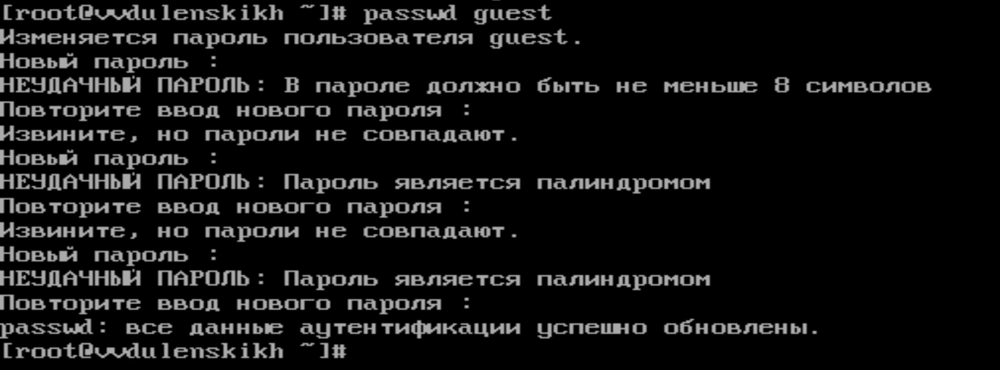 [root@vvdulenskikh ~]# passwd guest
Изменяется пароль пользователя guest.
Новый пароль :
НЕУДАЧНЫЙ ПАРОЛЬ: В пароле должно быть не меньше 8 символов
Повторите ввод нового пароля :
Извините, но пароли не совпадают.
Новый пароль :
НЕУДАЧНЫЙ ПАРОЛЬ: Пароль является палиндромом
Повторите ввод нового пароля :
Извините, но пароли не совпадают.
Новый пароль :
НЕУДАЧНЫЙ ПАРОЛЬ: Пароль является палиндромом
Повторите ввод нового пароля :
passwd: все данные аутентификации успешно обновлены.
[root@vvdulenskikh ~]#